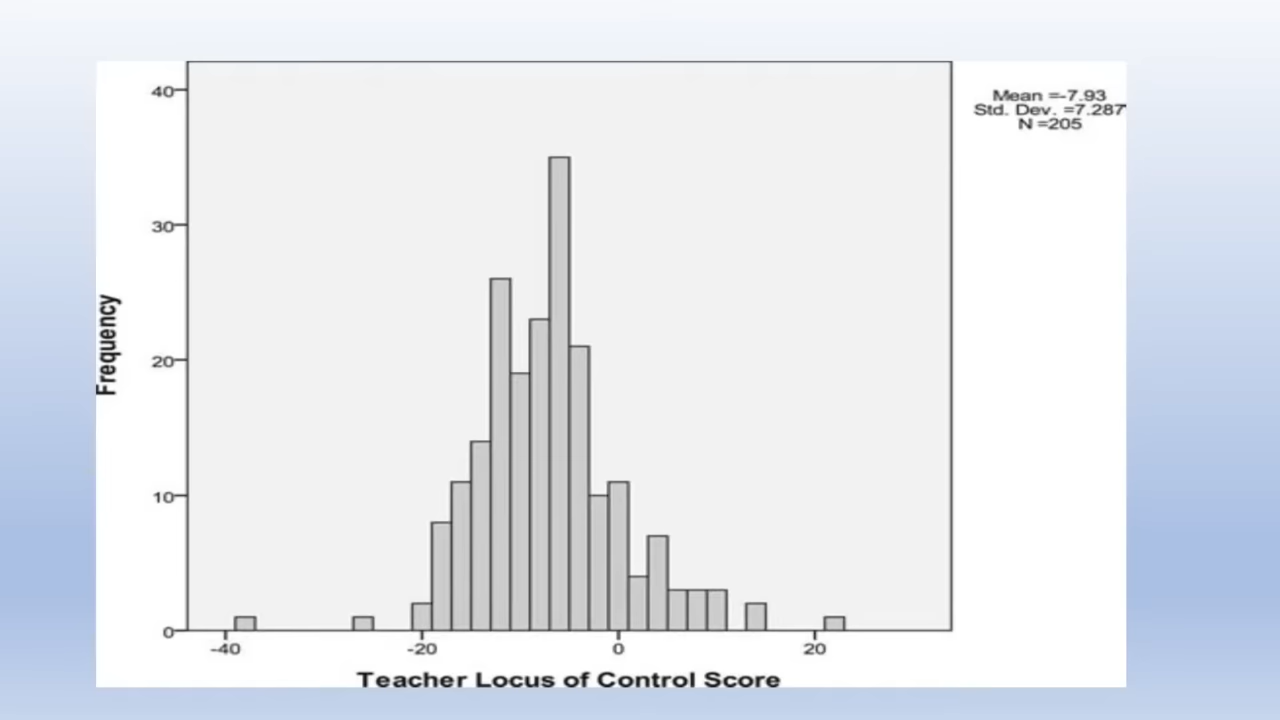 40
30
20
10
0
Frequency
-40
-20
0
20
Teacher Locus of Control Score
Mean =-7.93
Std. Dev. =7.287
N =205